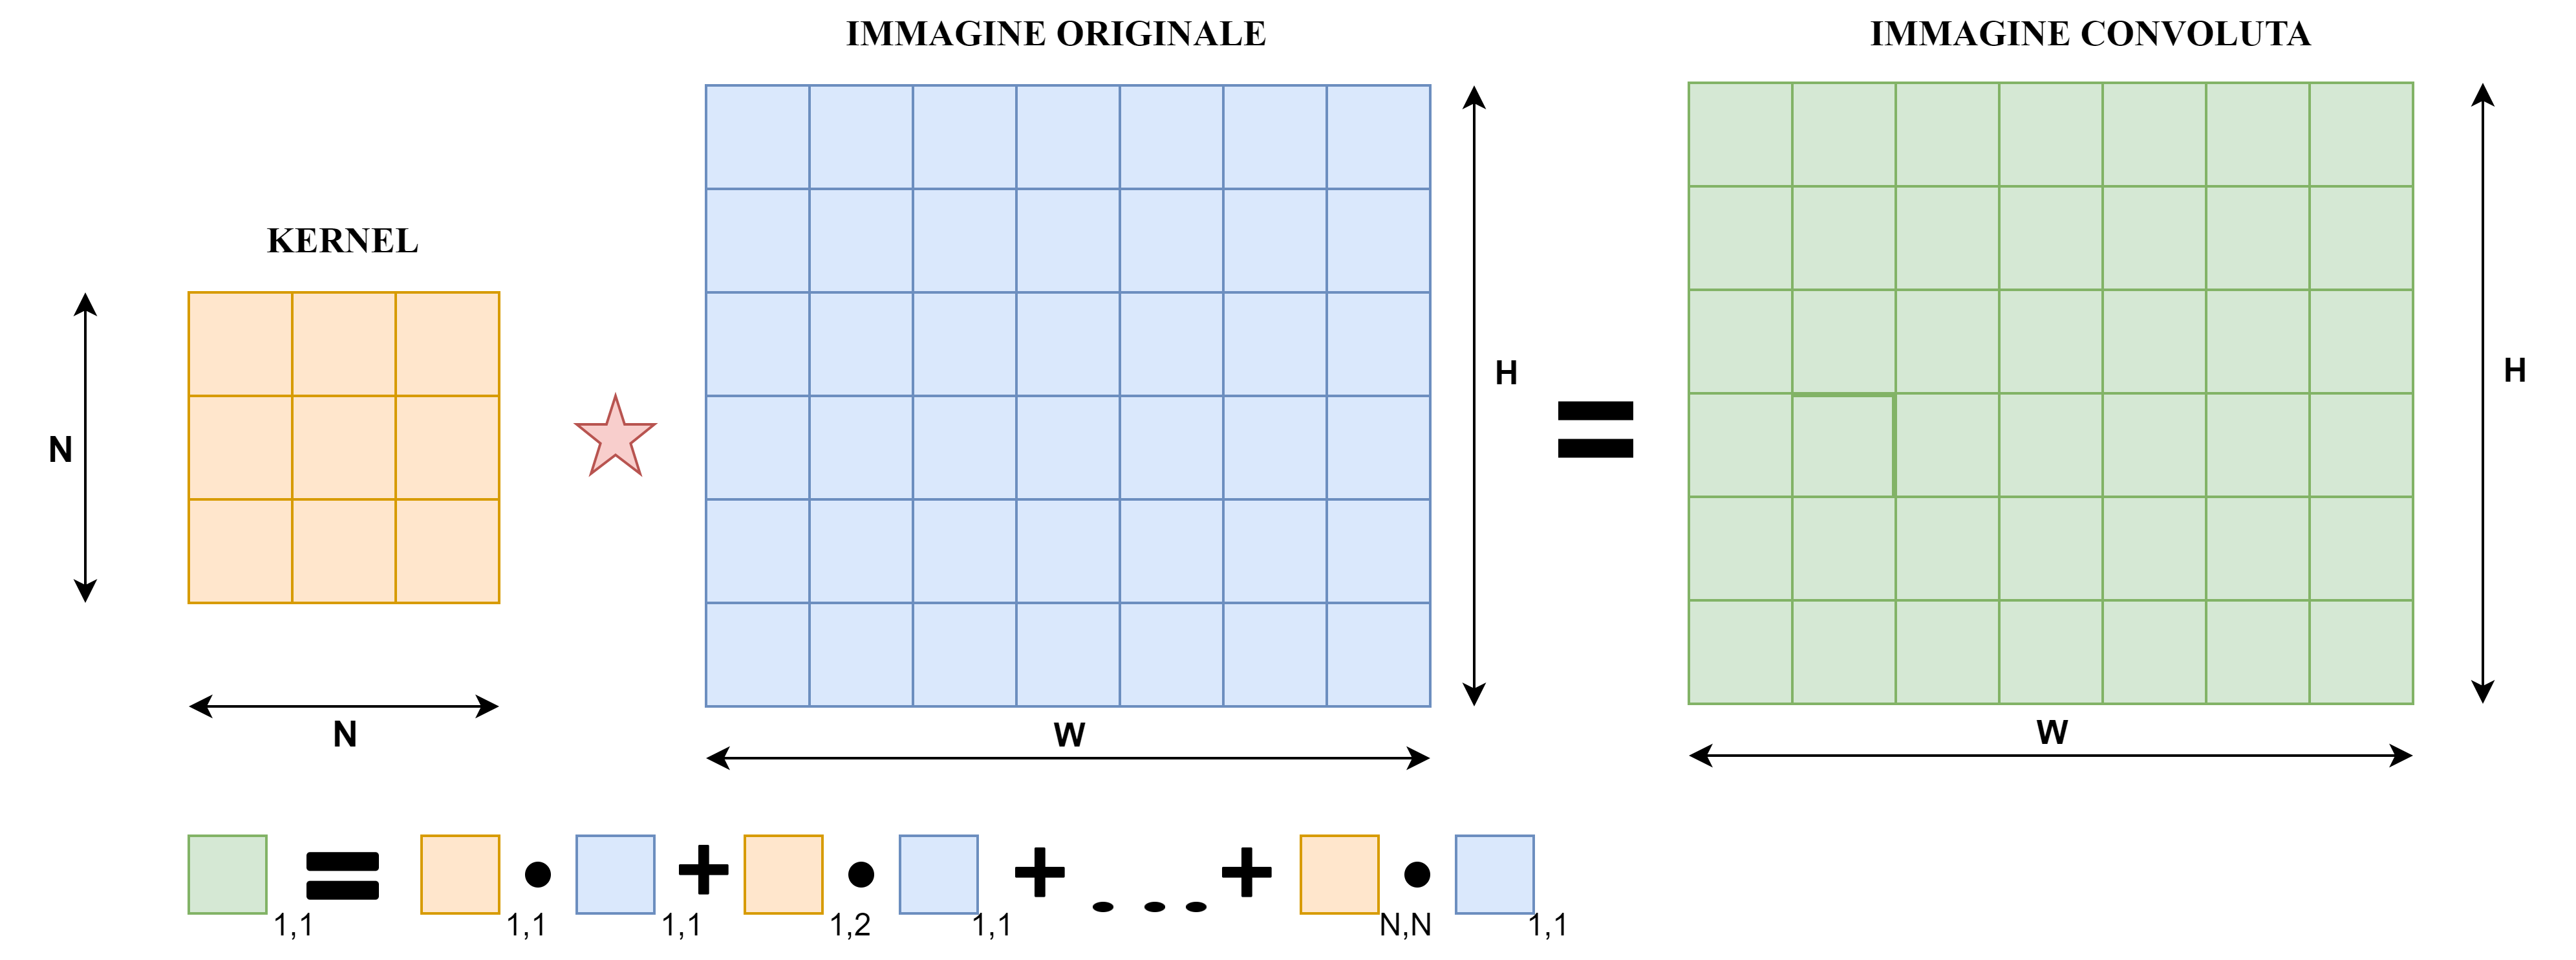 IMMAGINE ORIGINALE
IMMAGINE CONVOLUTA
KERNEL
N
N
H
W
H
W
= • + • + ... + •
1,1 1,1 1,1 1,2 1,1 N,N 1,1